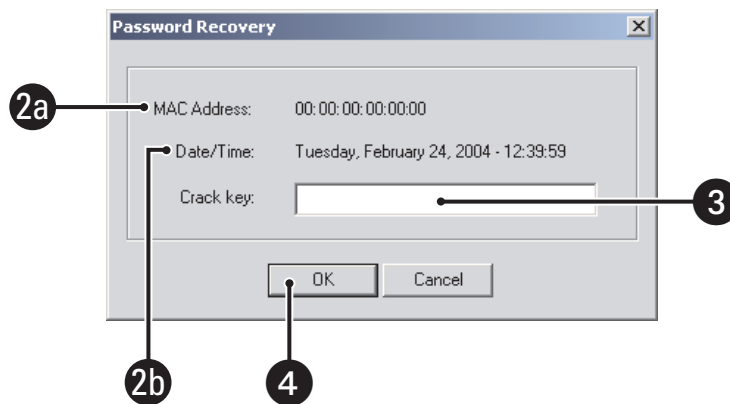 Password Recovery
2a
MAC Address: 00:00:00:00:00:00
Date/Time: Tuesday, February 24, 2004 - 12:39:59
Crack key:
3
OK Cancel
2b
4